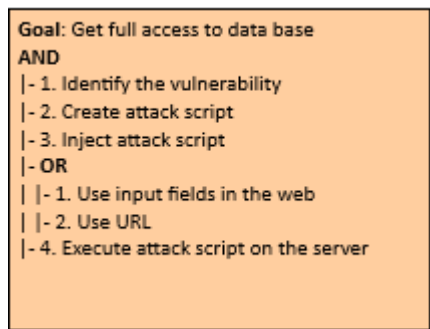 Goal: Get full access to data base
AND
|- 1. Identify the vulnerability
|- 2. Create attack script
|- 3. Inject attack script
|- OR
| |- 1. Use input fields in the web
| |- 2. Use URL
|- 4. Execute attack script on the server